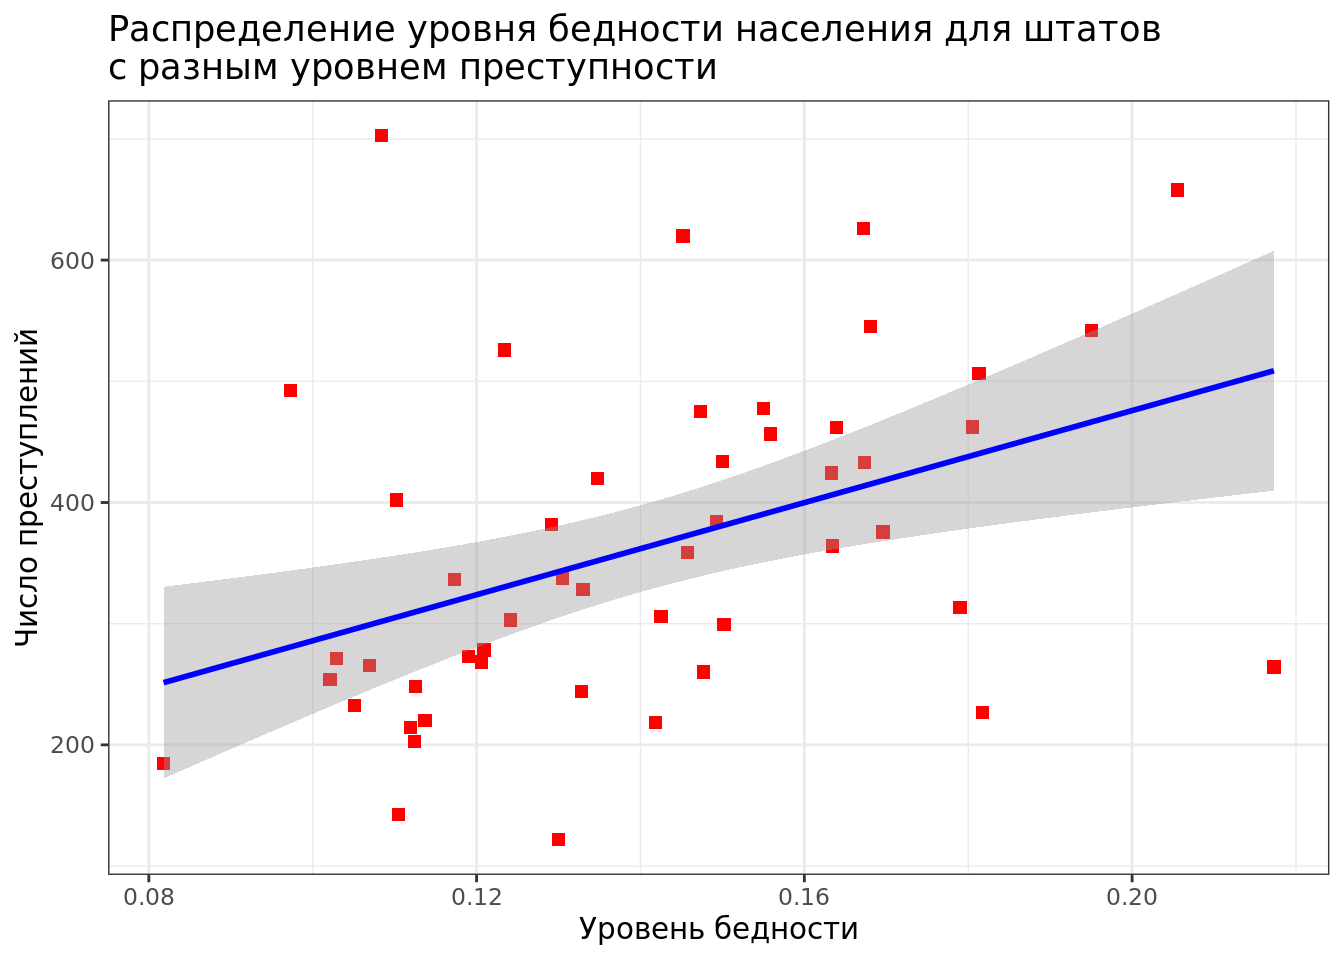 Распределение уровня бедности населения для штатов
с разным уровнем преступности
Число преступлений
600
400
200
0.08
0.12
0.16
0.20
Уровень бедности